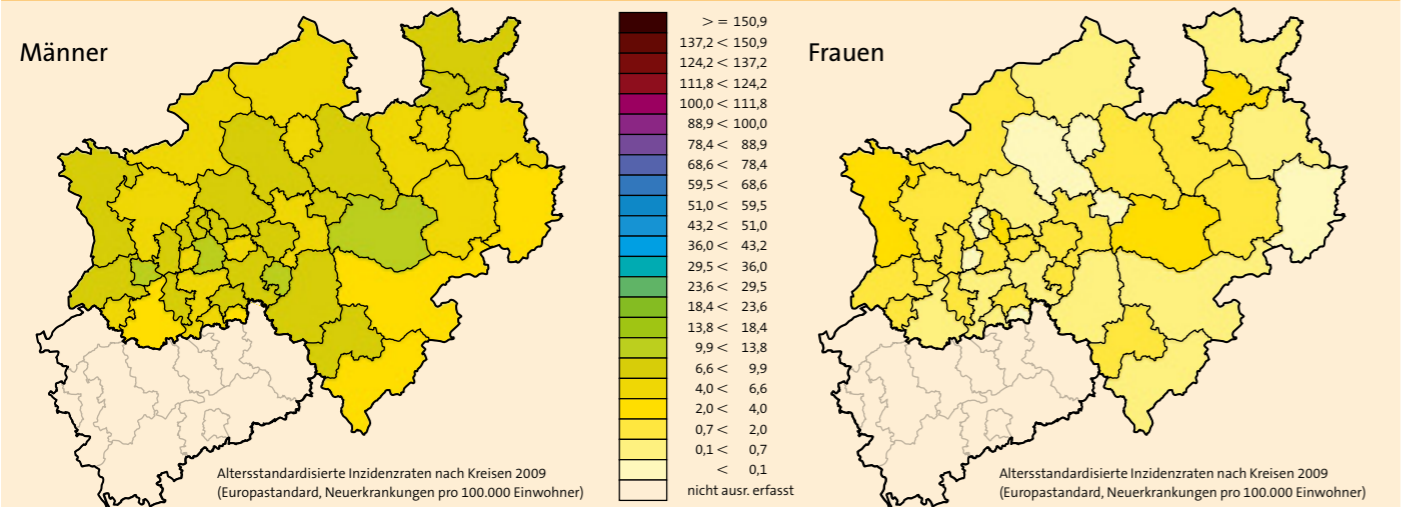 Männer
> = 150,9
137,2 < 150,9
124,2 < 137,2
111,8 < 124,2
100,0 < 111,8
88,9 < 100,0
78,4 < 88,9
68,6 < 78,4
59,5 < 68,6
51,0 < 59,5
43,2 < 51,0
36,0 < 43,2
29,5 < 36,0
23,6 < 29,5
18,4 < 23,6
13,8 < 18,4
9,9 < 13,8
6,6 < 9,9
4,0 < 6,6
2,0 < 4,0
0,7 < 2,0
0,1 < 0,7
< 0,1
nicht ausr. erfasst
Altersstandardisierte Inzidenzraten nach Kreisen 2009
(Europastandard, Neuerkrankungen pro 100.000 Einwohner)
Frauen
Altersstandardisierte Inzidenzraten nach Kreisen 2009
(Europastandard, Neuerkrankungen pro 100.000 Einwohner)